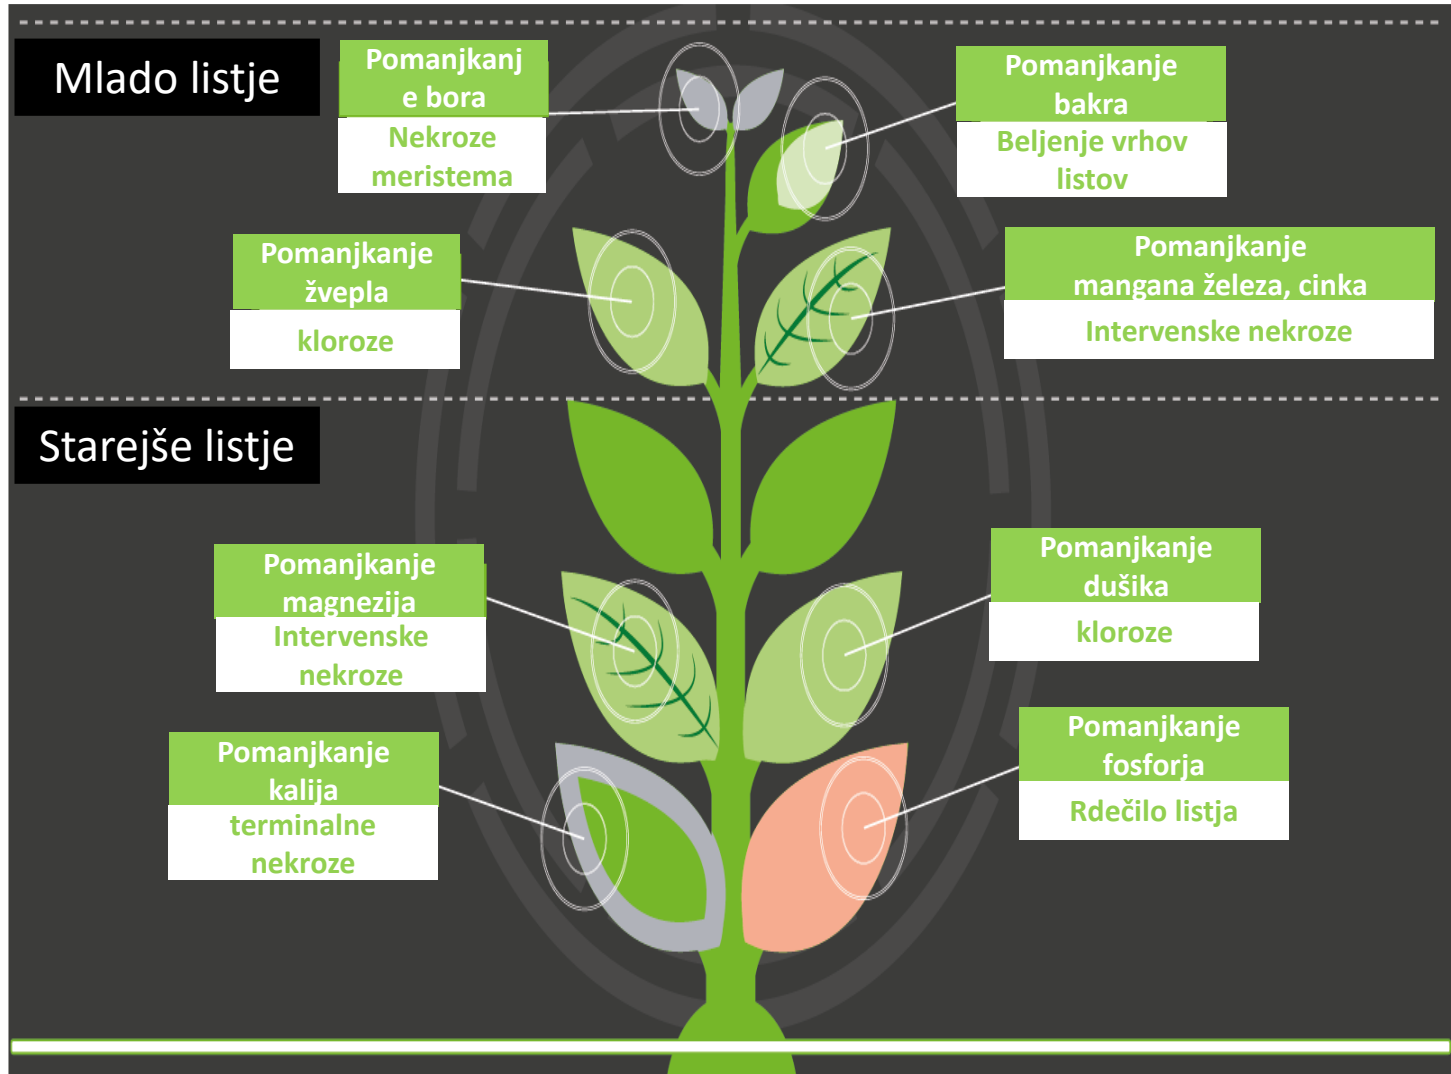 Mlado listje
Pomanjkanj
e bora
Nekroze
meristema
Pomanjkanje
bakra
Beljenje vrhov
listov
Pomanjkanje
žvepla
kloroze
Pomanjkanje
mangana železa, cinka
Intervenske nekroze
Starejše listje
Pomanjkanje
magnezija
Intervenske
nekroze
Pomanjkanje
dušika
kloroze
Pomanjkanje
kalija
terminalne
nekroze
Pomanjkanje
fosforja
Rdečilo listja